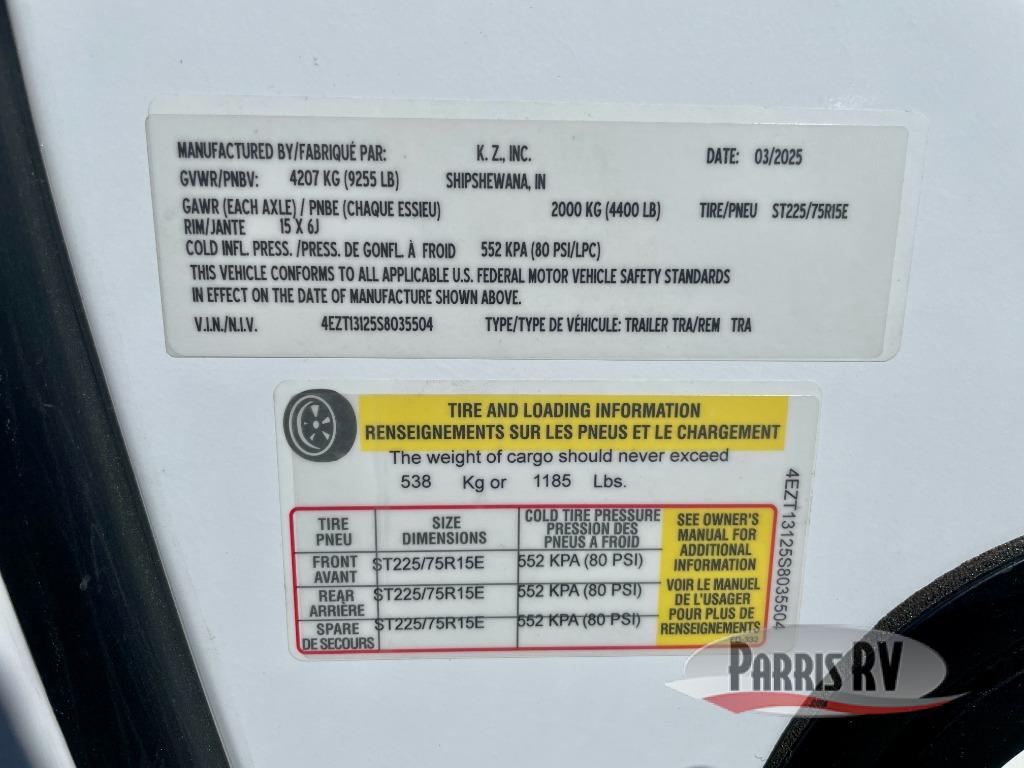 MANUFACTURED BY/FABRIQUÉ PAR: K. Z., INC. DATE: 03/2025
GVWR/PNBV: 4207 KG (9255 LB) SHIPSHEWANA, IN
GAWR (EACH AXLE) / PNBE (CHAQUE ESSIEU) 2000 KG (4400 LB) TIRE/PNEU ST225/75R15E
RIM/JANTE 15 X 6J
COLD INFL. PRESS. /PRESS. DE GONFL. À FROID 552 KPA (80 PSI/LPC)
THIS VEHICLE CONFORMS TO ALL APPLICABLE U.S. FEDERAL MOTOR VEHICLE SAFETY STANDARDS
IN EFFECT ON THE DATE OF MANUFACTURE SHOWN ABOVE.
V.I.N./N.I.V. 4EZT13125S8035504 TYPE/TYPE DE VÉHICULE: TRAILER TRA/REM TRA
TIRE AND LOADING INFORMATION
RENSEIGNEMENTS SUR LES PNEUS ET LE CHARGEMENT
The weight of cargo should never exceed
538 Kg or 1185 Lbs.
TIRE
PNEU
SIZE
DIMENSIONS
COLD TIRE PRESSURE
PRESSION DES
PNEUS A FROID
FRONT
AVANT
ST225/75R15E
552 KPA (80 PSI)
REAR
ARRIÈRE
ST225/75R15E
552 KPA (80 PSI)
SPARE
DE SECOURS
ST225/75R15E
552 KPA (80 PSI)
SEE OWNER'S
MANUAL FOR
ADDITIONAL
INFORMATION
VOIR LE MANUEL
DE L'USAGER
POUR PLUS DE
RENSEIGNEMENTS
4EZT13125S8035504
PARRIS RV